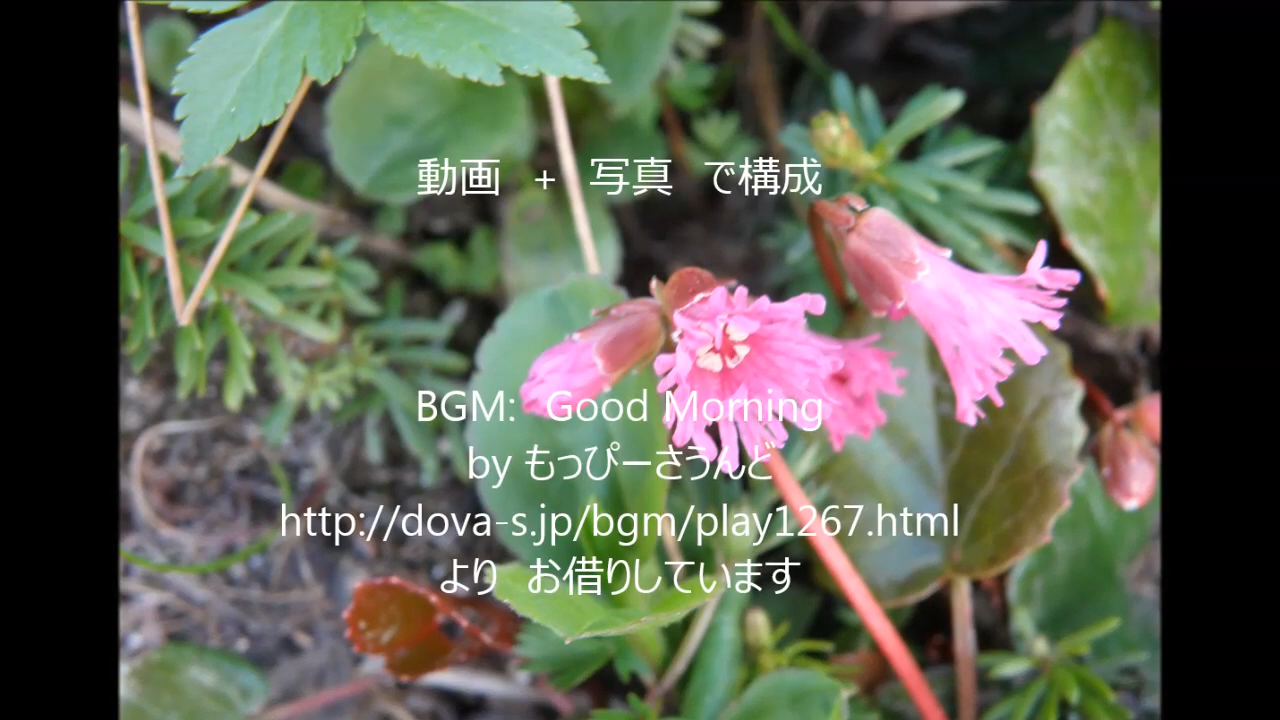 動画 + 写真 で構成
BGM: Good Morning
by もっぴーさうんど
http://dova-s.jp/bgm/play1267.html
より お借りしています